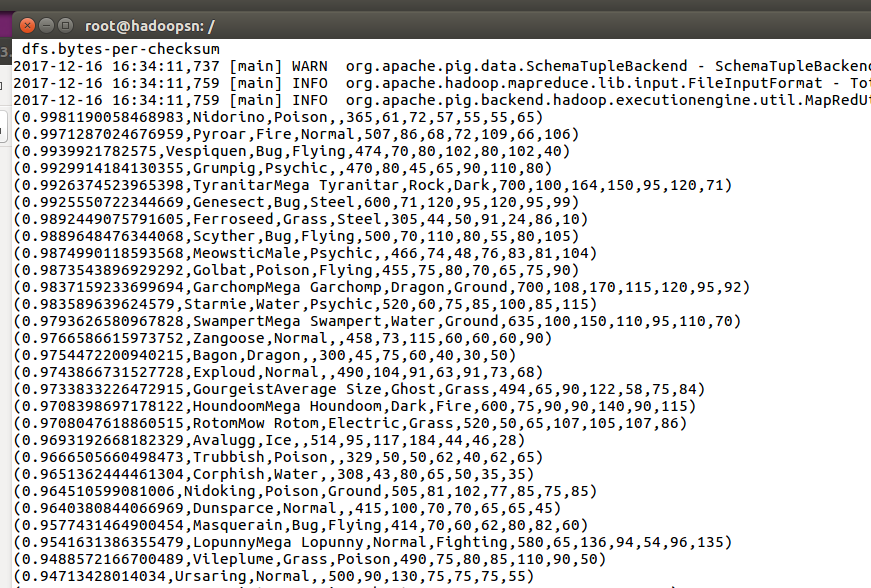 root@hadoopsn: /
3.
dfs.bytes-per-checksum
2017-12-16 16:34:11,737 [main] WARN  org.apache.pig.data.SchemaTupleBackend - SchemaTupleBackend
2017-12-16 16:34:11,759 [main] INFO  org.apache.hadoop.mapreduce.lib.input.FileInputFormat - Tot
2017-12-16 16:34:11,759 [main] INFO  org.apache.pig.backend.hadoop.executionengine.util.MapRedUt
(0.9981190058468983,Nidorino,Poison,,365,61,72,57,55,55,65)
(0.9971287024676959,Pyroar,Fire,Normal,507,86,68,72,109,66,106)
(0.9939921782575,Vespiquen,Bug,Flying,474,70,80,102,80,102,40)
(0.9929914184130355,Grumpig,Psychic,,470,80,45,65,90,110,80)
(0.9926374523965398,TyranitarMega Tyranitar,Rock,Dark,700,100,164,150,95,120,71)
(0.9925550722344669,Genesect,Bug,Steel,600,71,120,95,120,95,99)
(0.9892449075791605,Ferroseed,Grass,Steel,305,44,50,91,24,86,10)
(0.9889648476344068,Scyther,Bug,Flying,500,70,110,80,55,80,105)
(0.9874990118593568,MeowsticMale,Psychic,,466,74,48,76,83,81,104)
(0.9873543896929292,Golbat,Poison,Flying,455,75,80,70,65,75,90)
(0.9837159233699694,GarchompMega Garchomp,Dragon,Ground,700,108,170,115,120,95,92)
(0.983589639624579,Starmie,Water,Psychic,520,60,75,85,100,85,115)
(0.9793626580967828,SwampertMega Swampert,Water,Ground,635,100,150,110,95,110,70)
(0.9766586615973752,Zangoose,Normal,,458,73,115,60,60,60,90)
(0.9754472200940215,Bagon,Dragon,,300,45,75,60,40,30,50)
(0.9743866731527728,Exploud,Normal,,490,104,91,63,91,73,68)
(0.9733833226472915,GourgeistAverage Size,Ghost,Grass,494,65,90,122,58,75,84)
(0.9708398697178122,HoundoomMega Houndoom,Dark,Fire,600,75,90,90,140,90,115)
(0.9708047618860515,RotomMow Rotom,Electric,Grass,520,50,65,107,105,107,86)
(0.9693192668182329,Avalugg,Ice,,514,95,117,184,44,46,28)
(0.9666505660498473,Trubbish,Poison,,329,50,50,62,40,62,65)
(0.9651362444461304,Corphish,Water,,308,43,80,65,50,35,35)
(0.964510599081006,Nidoking,Poison,Ground,505,81,102,77,85,75,85)
(0.9640380844066969,Dunsparce,Normal,,415,100,70,70,65,65,45)
(0.9577431464900454,Masquerain,Bug,Flying,414,70,60,62,80,82,60)
(0.9541631386355479,LopunnyMega Lopunny,Normal,Fighting,580,65,136,94,54,96,135)
(0.9488572166700489,Vileplume,Grass,Poison,490,75,80,85,110,90,50)
(0.94713428014034,Ursaring,Normal,,500,90,130,75,75,75,55)